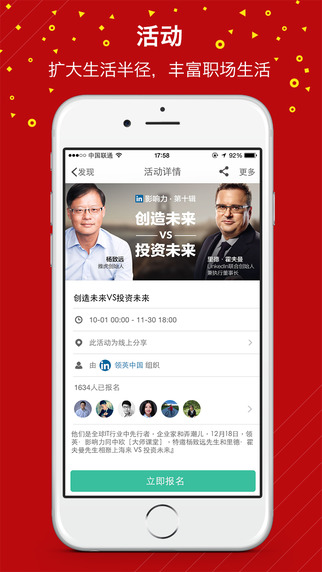 活动
扩大生活半径，丰富职场生活
中国联通
17:58
92%
发现
活动详情
更多
in 影响力·第十辑
创造未来
VS
投资未来
杨致远
雅虎创始人
里德·霍夫曼
LinkedIn联合创始人
兼执行董事长
创造未来VS投资未来
10-01 00:00 - 11-30 18:00
此活动为线上分享
由 in 领英中国 组织
1634人已报名
他们是全球IT行业中先行者、企业家和弄潮儿，12月18日，领
英·影响力同中欧［大师课堂］，特邀杨致远先生和里德·霍
夫曼先生相约上海来 VS 投资未来』
立即报名